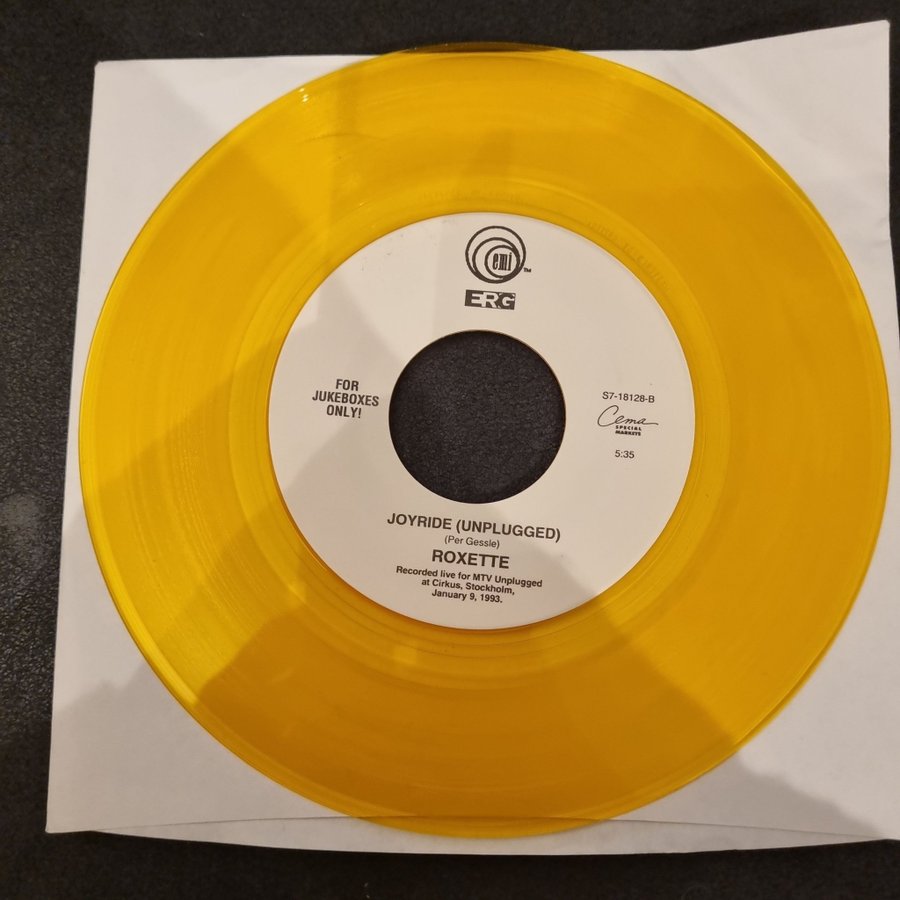 emi
TM
ERG
FOR
JUKEBOXES
ONLY!
S7-18128-B
Cema
SPECIAL
MARKETS
5:35
JOYRIDE (UNPLUGGED)
(Per Gessle)
ROXETTE
Recorded live for MTV Unplugged
at Cirkus, Stockholm,
January 9, 1993.